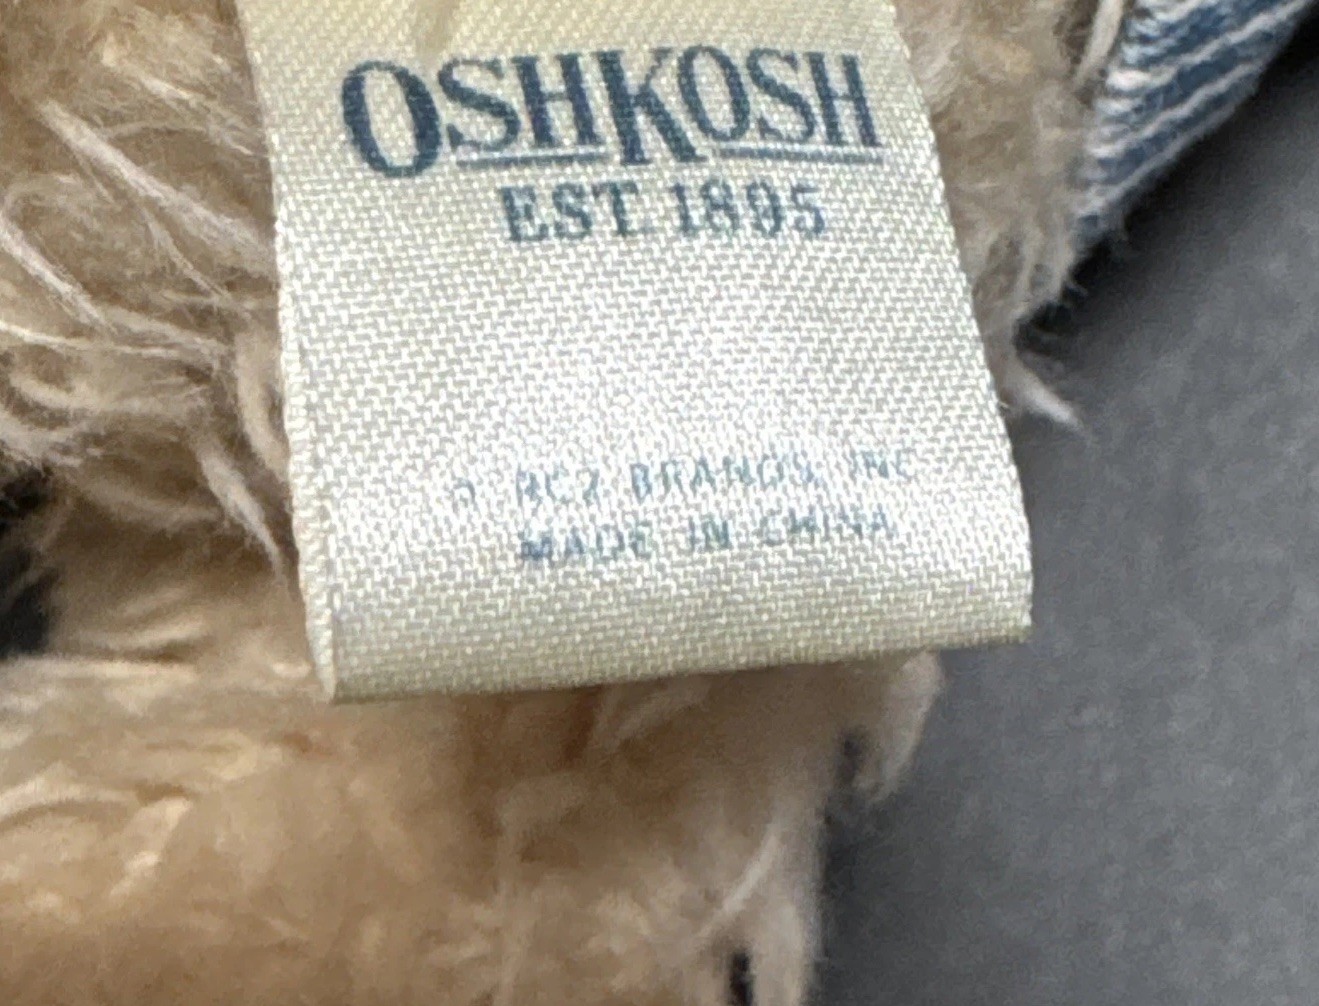 OSHKOSH
EST. 1895
© RC2 BRANDS, INC
MADE IN CHINA